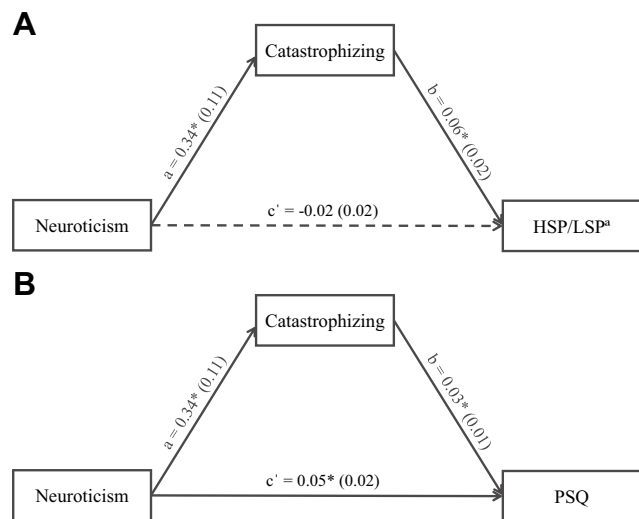 A
Catastrophizing
a = 0.34* (0.11)
b = 0.06* (0.02)
c' = -0.02 (0.02)
Neuroticism
HSP/LSPᵃ
B
Catastrophizing
a = 0.34* (0.11)
b = 0.03* (0.01)
c' = 0.05* (0.02)
Neuroticism
PSQ